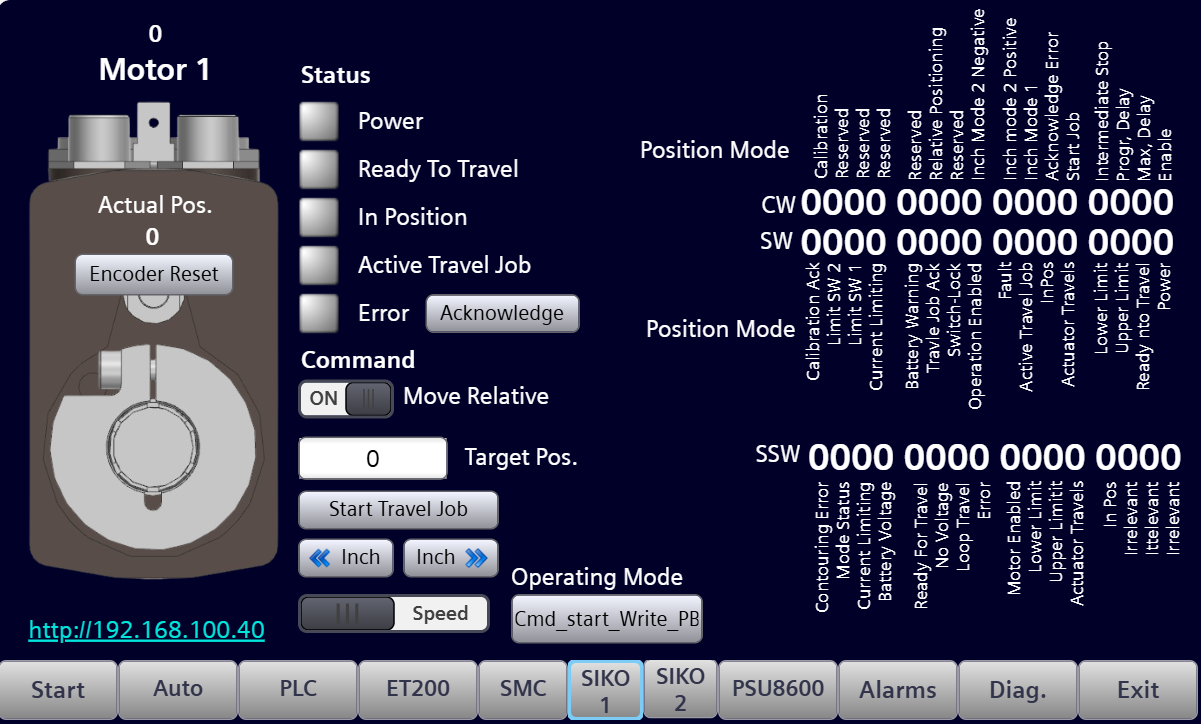 0
Motor 1
Actual Pos.
0
Encoder Reset
http://192.168.100.40
Status
Power
Ready To Travel
In Position
Active Travel Job
Error
Acknowledge
Command
ON
Move Relative
0
Target Pos.
Start Travel Job
Inch
Inch
Speed
Operating Mode
Cmd_start_Write_PB
Position Mode
Calibration
Reserved
Reserved
Reserved
Reserved
Relative Positioning
Reserved
Inch Mode 2 Negative
Inch mode 2 Positive
Inch Mode 1
Acknowledge Error
Start Job
Intermediate Stop
Progr, Delay
Max, Delay
Enable
CW 0000 0000 0000 0000
SW 0000 0000 0000 0000
Position Mode
Calibration Ack
Limit SW 2
Limit SW 1
Current Limiting
Battery Warning
Travle Job Ack
Switch-Lock
Operation Enabled
Fault
Active Travel Job
InPos
Actuator Travels
Lower Limit
Upper Limit
Ready nto Travel
Power
SSW 0000 0000 0000 0000
Contouring Error
Mode Status
Current Limiting
Battery Voltage
Ready For Travel
No Voltage
Loop Travel
Error
Motor Enabled
Lower Limit
Upper Limitit
Actuator Travels
In Pos
Irrelevant
Ittelevant
Irrelevant
Start
Auto
PLC
ET200
SMC
SIKO
1
SIKO
2
PSU8600
Alarms
Diag.
Exit